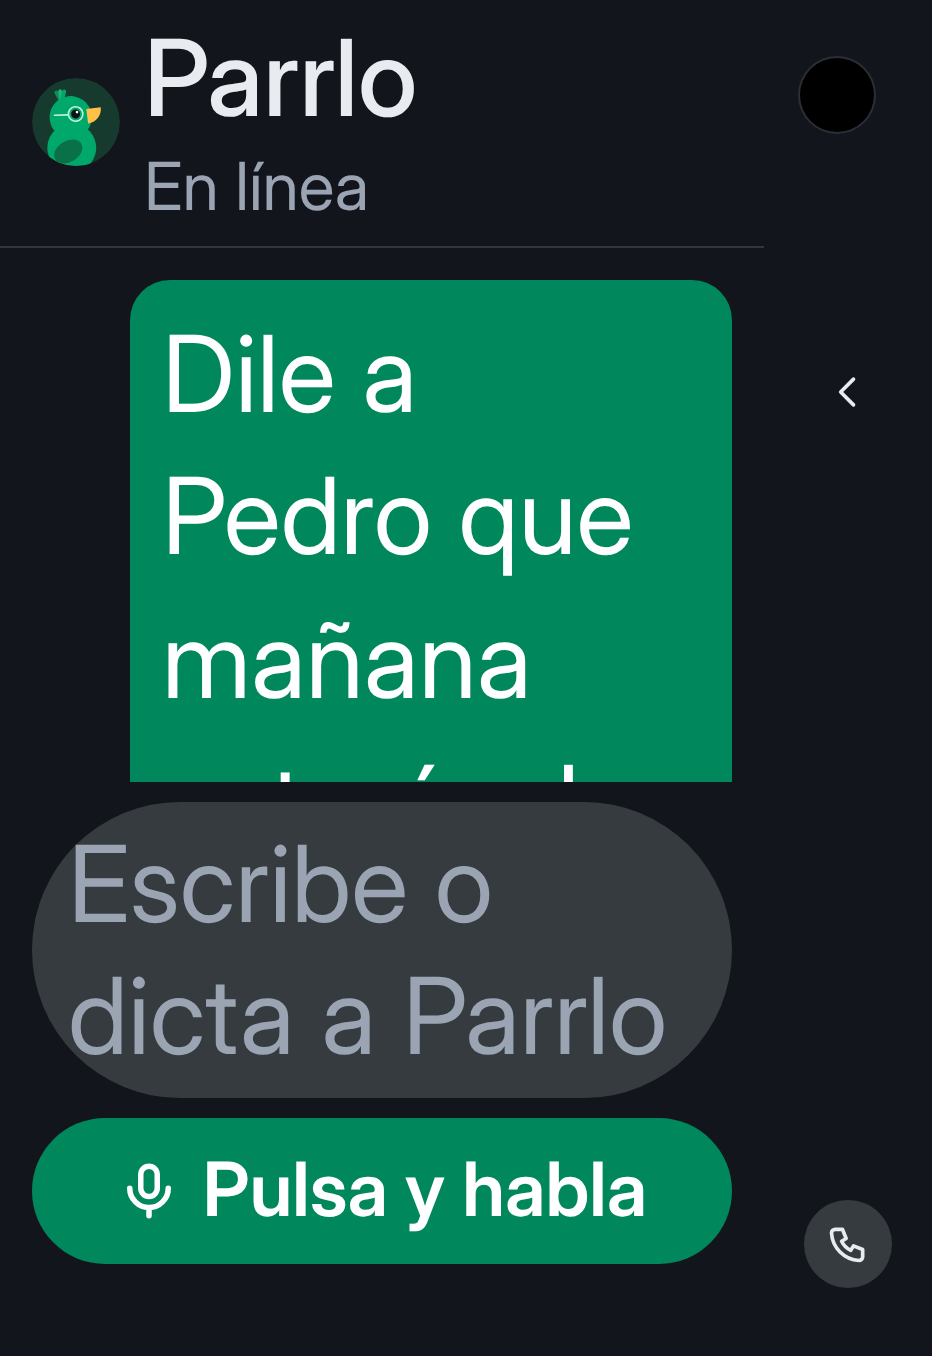 Parrlo
En línea
Dile a
Pedro que
mañana
Escribe o
dicta a Parrlo
Pulsa y habla